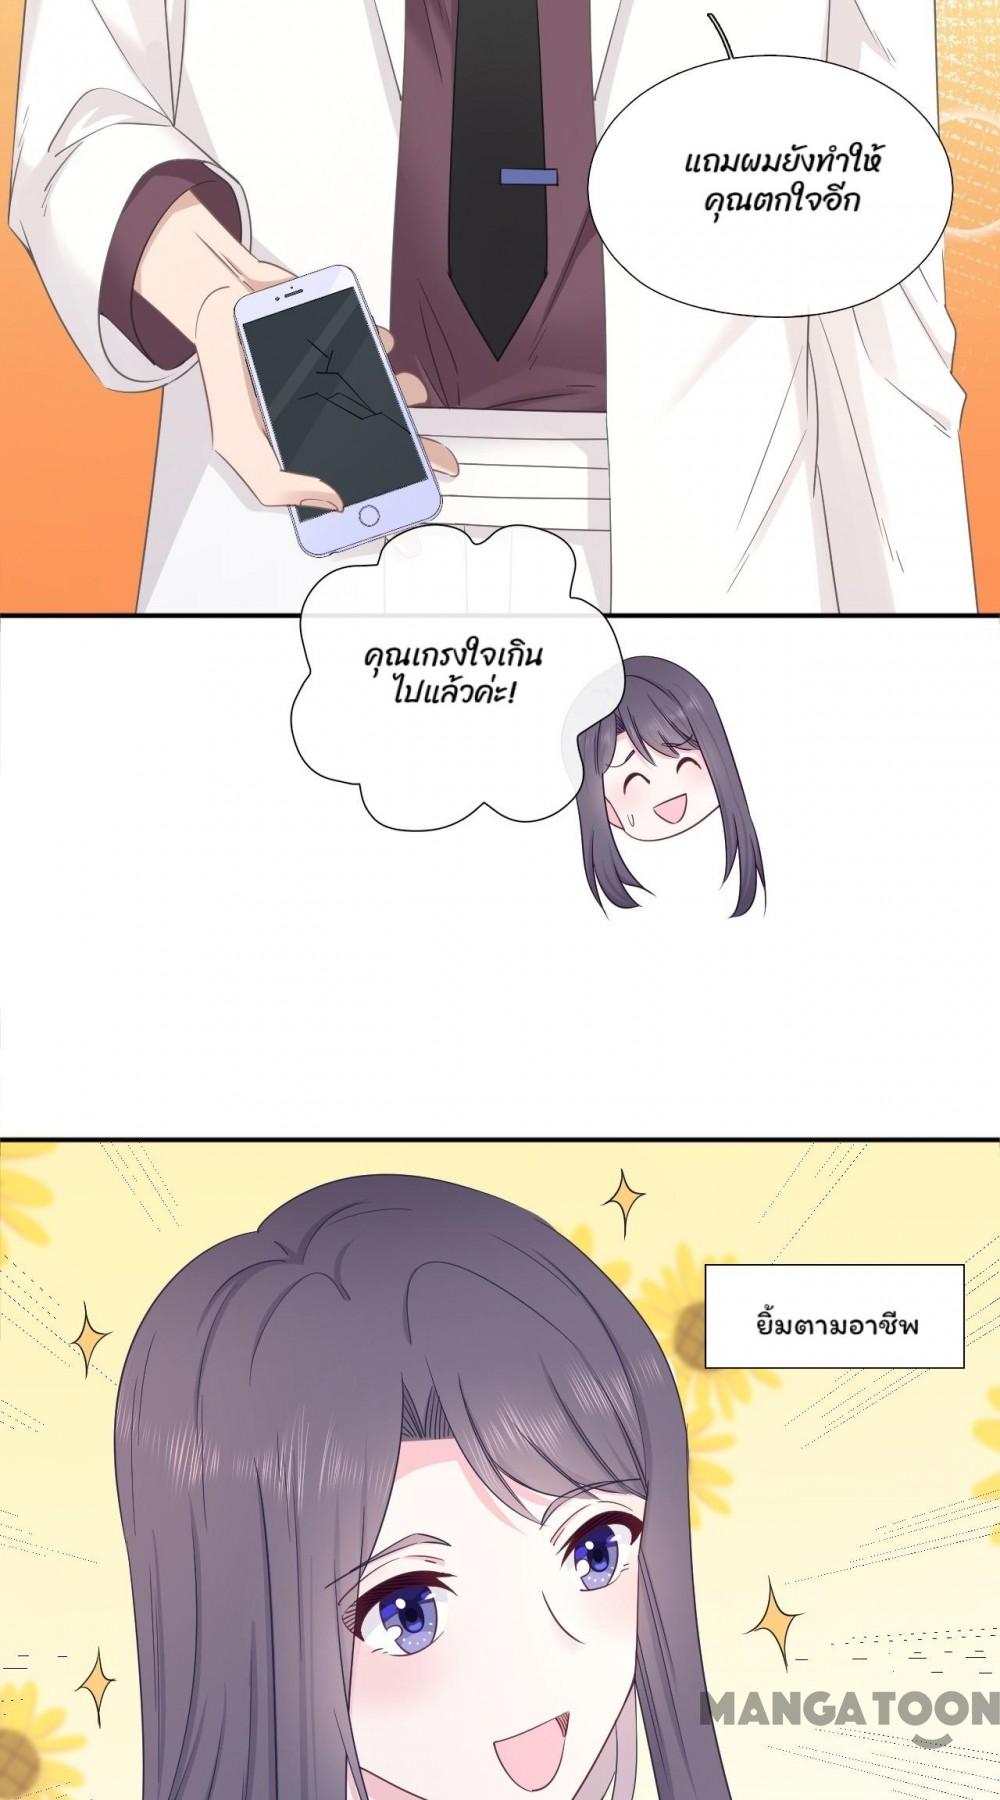 แถมผมยังทำให้
คุณตกใจอีก
คุณเกรงใจเกิน
ไปแล้วค่ะ!
ยิ้มตามอาชีพ
MANGATOON